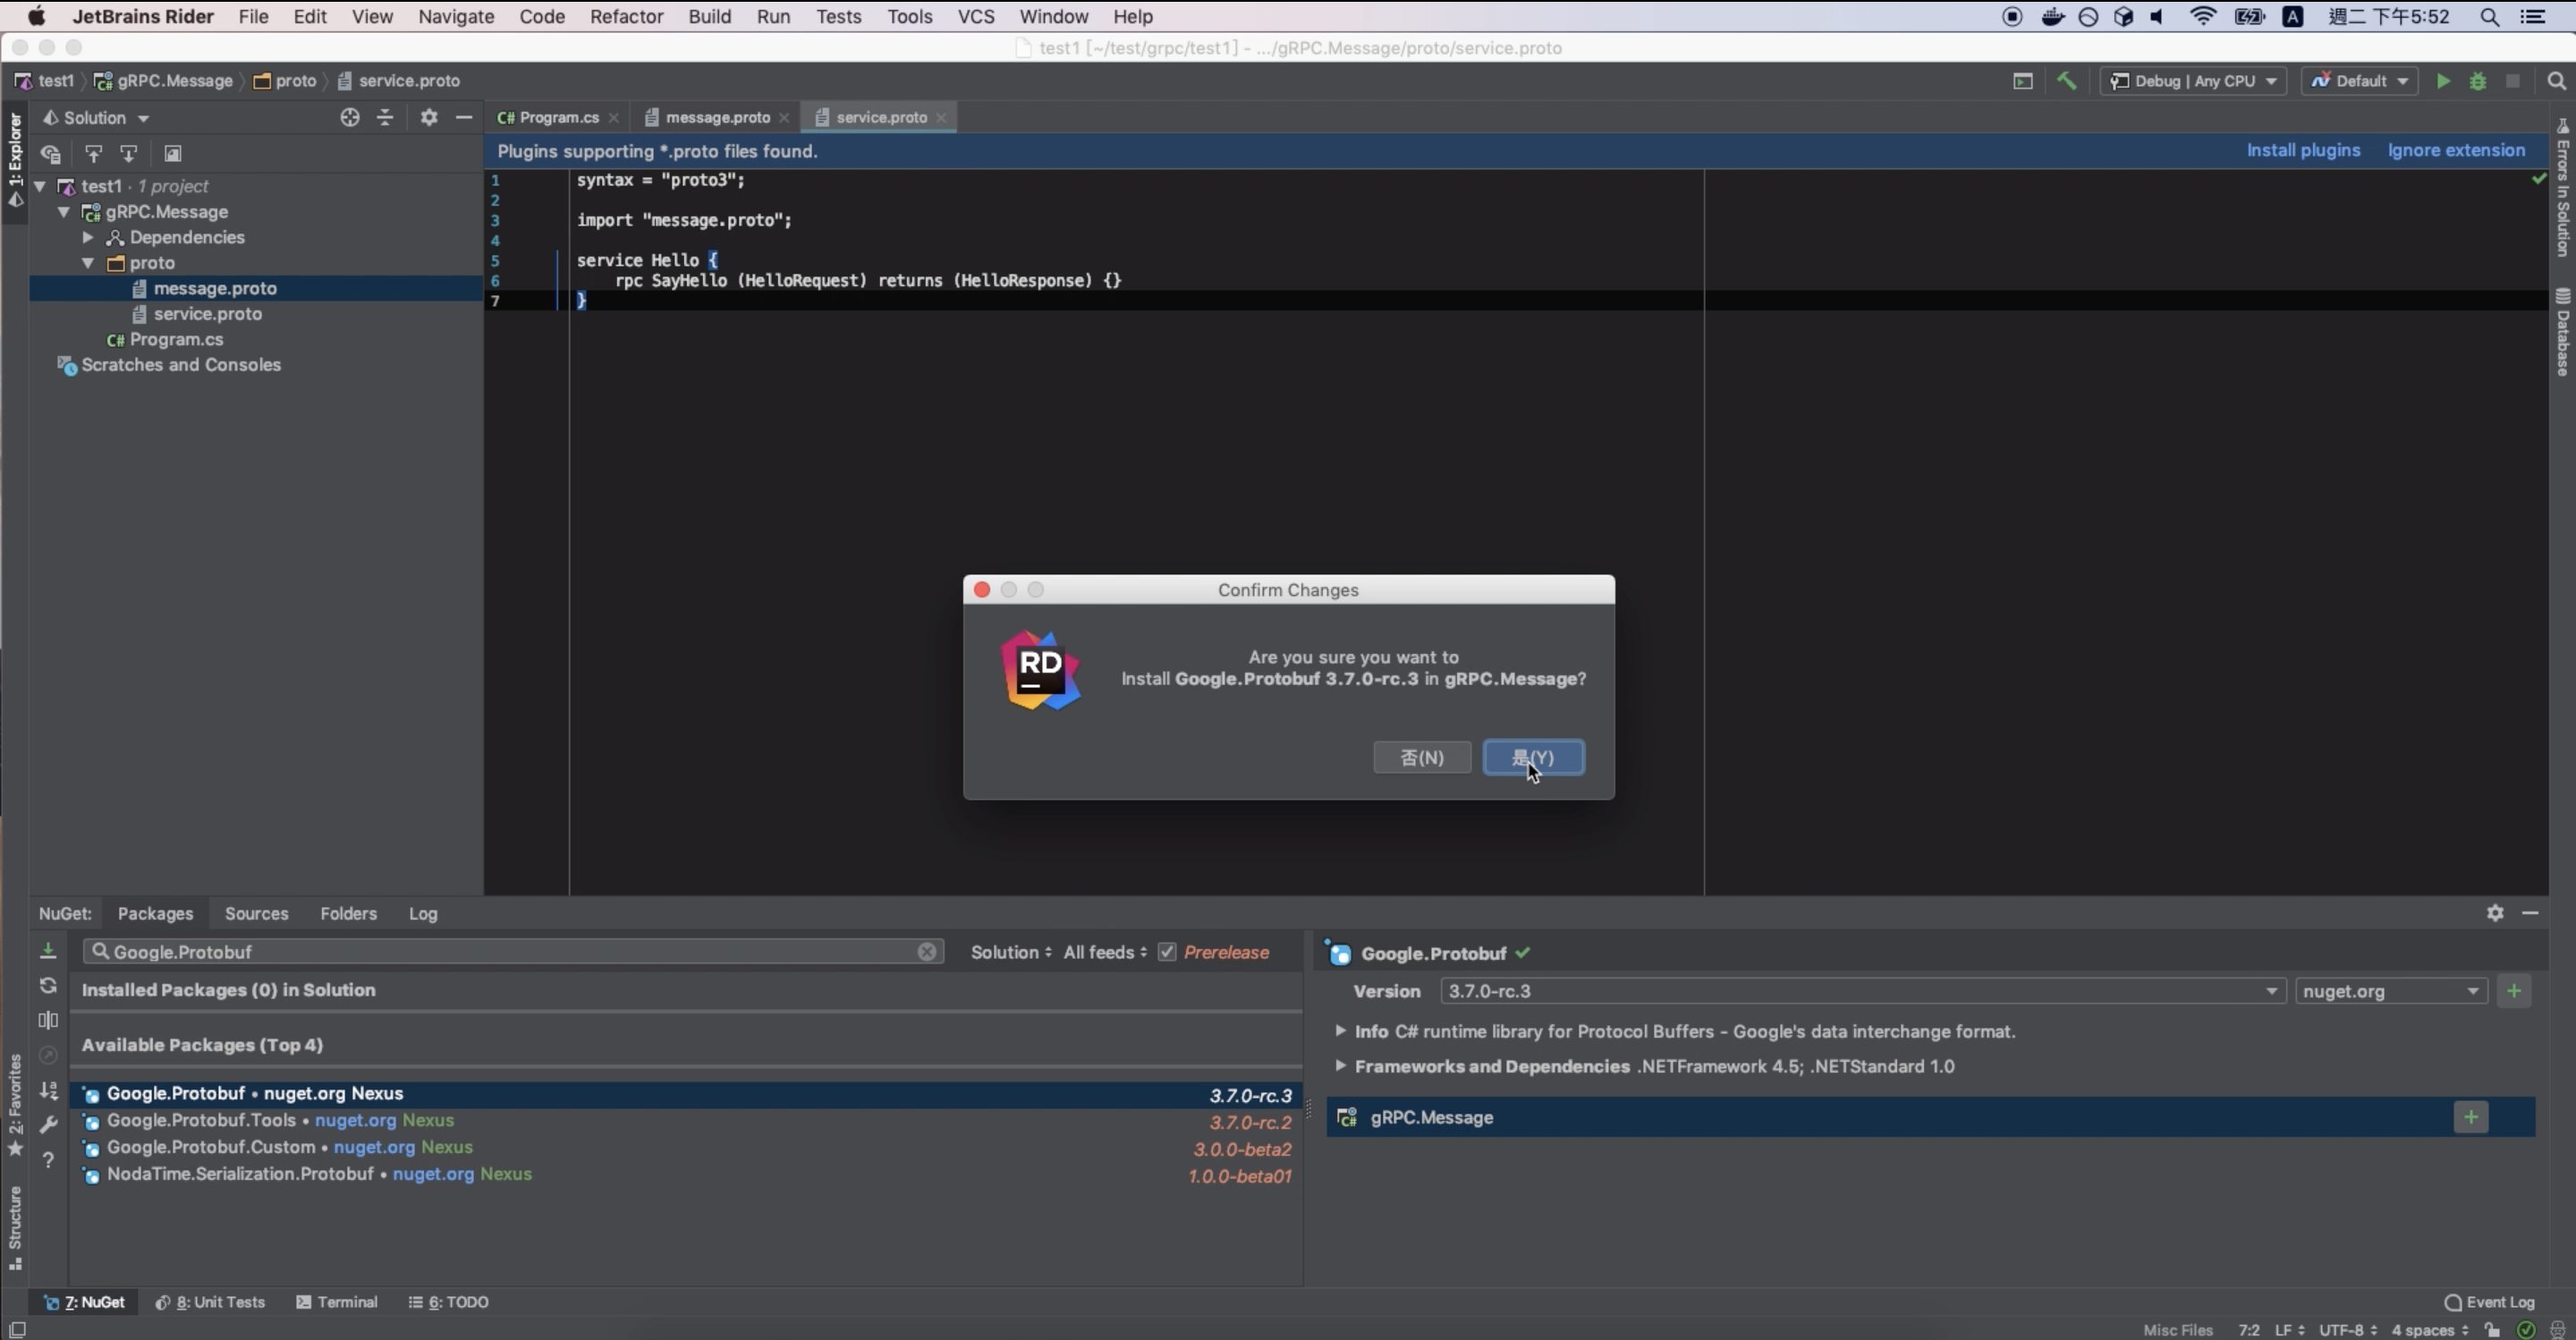 JetBrains Rider File Edit View Navigate Code Refactor Build Run Tests Tools VCS Window Help A 週二 下午5:52
test1 [~/test/grpc/test1] - .../gRPC.Message/proto/service.proto
test1 gRPC.Message proto service.proto Debug | Any CPU Default
1: Explorer
Solution
Program.cs message.proto service.proto
Plugins supporting *.proto files found. Install plugins Ignore extension
test1 · 1 project
gRPC.Message
Dependencies
proto
message.proto
service.proto
C# Program.cs
Scratches and Consoles
1 syntax = "proto3";
2
3 import "message.proto";
4
5 service Hello {
6 rpc SayHello (HelloRequest) returns (HelloResponse) {}
7 }
Errors In Solution
Database
Confirm Changes
RD
Are you sure you want to
Install Google.Protobuf 3.7.0-rc.3 in gRPC.Message?
否(N) 是(Y)
NuGet: Packages Sources Folders Log
Google.Protobuf Solution All feeds Prerelease
Installed Packages (0) in Solution
Available Packages (Top 4)
Google.Protobuf • nuget.org Nexus 3.7.0-rc.3
Google.Protobuf.Tools • nuget.org Nexus 3.7.0-rc.2
Google.Protobuf.Custom • nuget.org Nexus 3.0.0-beta2
NodaTime.Serialization.Protobuf • nuget.org Nexus 1.0.0-beta01
Google.Protobuf
Version 3.7.0-rc.3 nuget.org
Info C# runtime library for Protocol Buffers - Google's data interchange format.
Frameworks and Dependencies .NETFramework 4.5; .NETStandard 1.0
gRPC.Message
2: Favorites
Structure
7: NuGet 8: Unit Tests Terminal 6: TODO Event Log
Misc Files 7:2 LF UTF-8 4 spaces